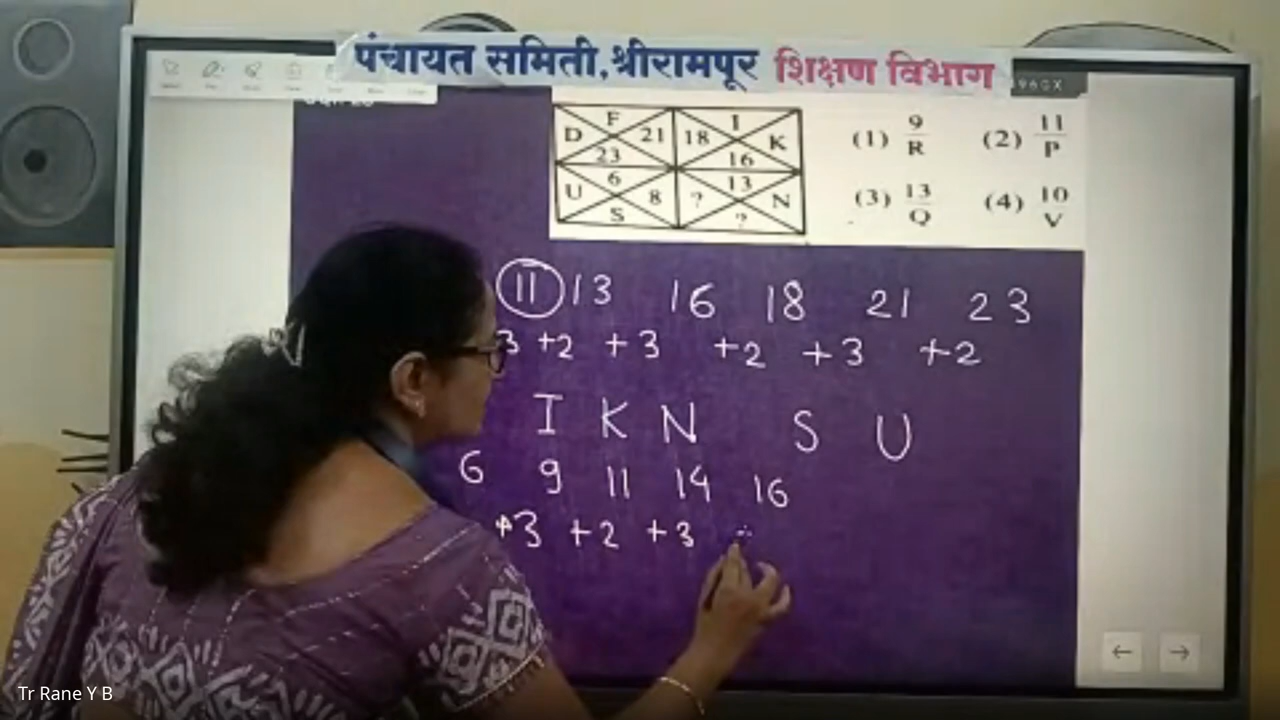 पंचायत समिती,श्रीरामपूर शिक्षण विभाग
F I
D 21 18 K
23 16
6 13
U 8 ? N
S ?
(1) 9/R (2) 11/P
(3) 13/Q (4) 10/V
11 13 16 18 21 23
3 +2 +3 +2 +3 +2
I K N S U
6 9 11 14 16
+3 +2 +3
← →
Tr Rane Y B